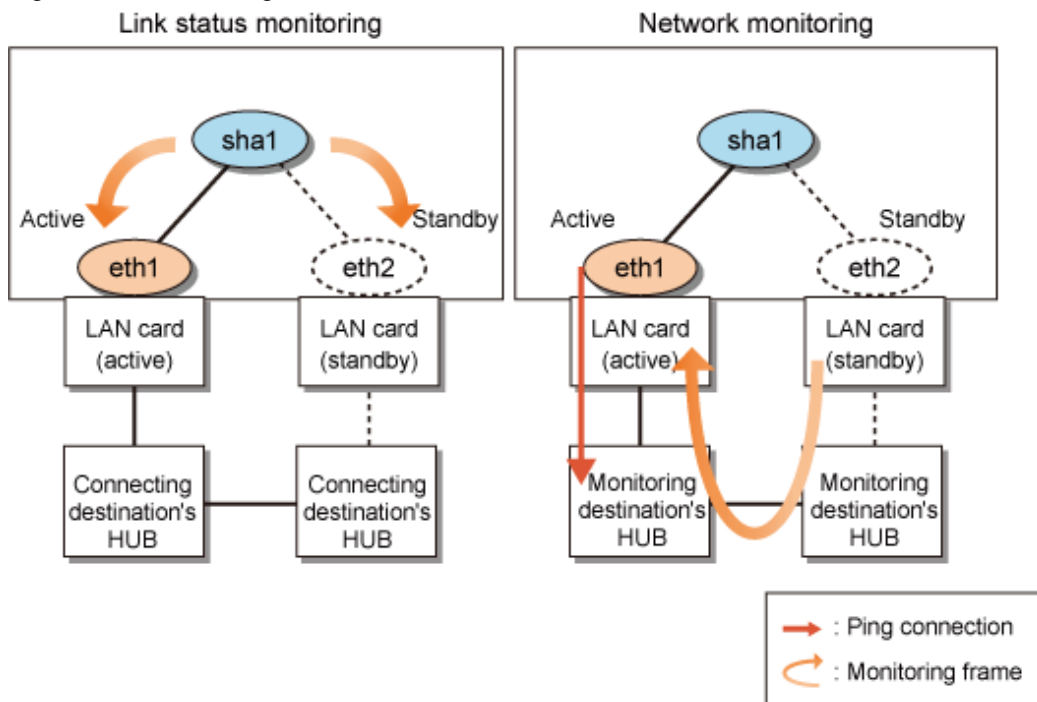 Link status monitoring
sha1
Active
Standby
eth1
eth2
LAN card
(active)
LAN card
(standby)
Connecting
destination's
HUB
Connecting
destination's
HUB
Network monitoring
sha1
Active
Standby
eth1
eth2
LAN card
(active)
LAN card
(standby)
Monitoring
destination's
HUB
Monitoring
destination's
HUB
: Ping connection
: Monitoring frame